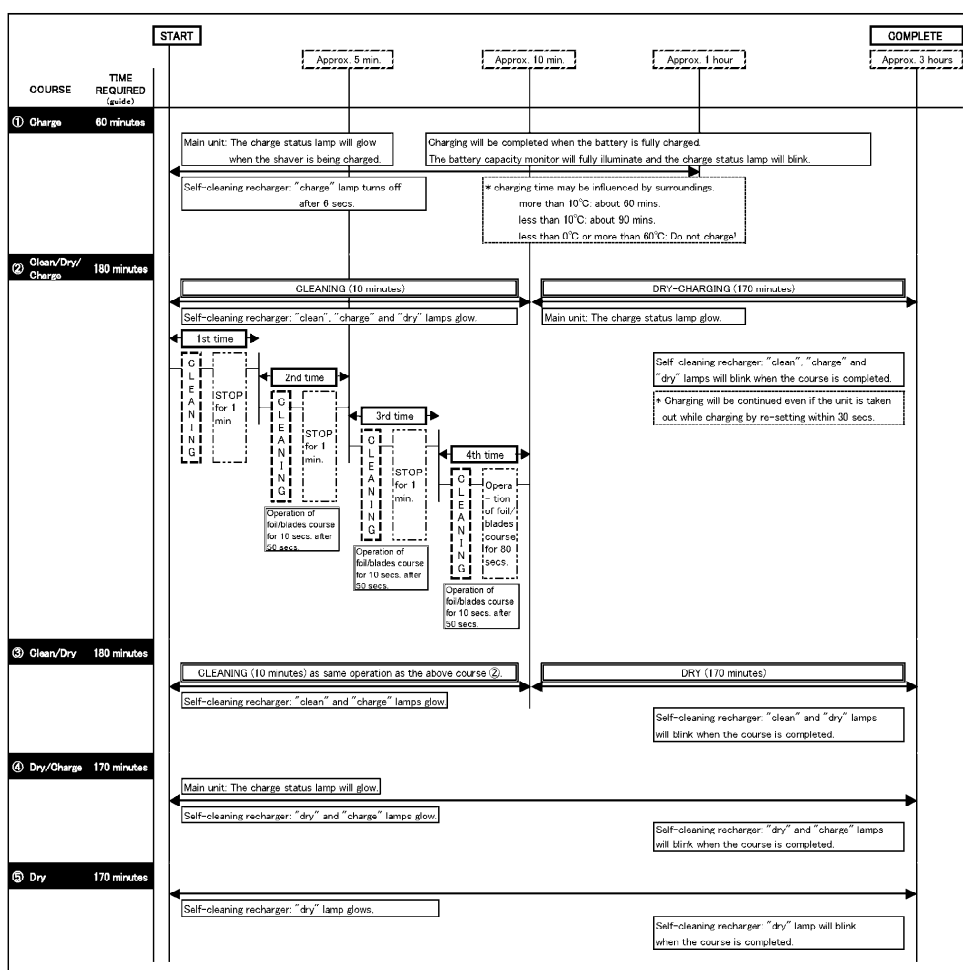 START
COMPLETE
Approx. 5 min.
Approx. 10 min.
Approx. 1 hour
Approx. 3 hours
COURSE
TIME
REQUIRED
(guide)
① Charge 60 minutes
Main unit: The charge status lamp will glow
when the shaver is being charged.
Charging will be completed when the battery is fully charged.
The battery capacity monitor will fully illuminate and the charge status lamp will blink.
Self-cleaning recharger: "charge" lamp turns off
after 6 secs.
* charging time may be influenced by surroundings.
more than 10°C: about 60 mins.
less than 10°C: about 90 mins.
less than 0°C or more than 60°C: Do not charge!
② Clean/Dry/
Charge
180 minutes
CLEANING (10 minutes)
DRY-CHARGING (170 minutes)
Self-cleaning recharger: "clean", "charge" and "dry" lamps glow.
Main unit: The charge status lamp glow.
1st time
CLEANING
STOP
for 1
min
2nd time
CLEANING
STOP
for 1
min.
Operation of
foil/blades course
for 10 secs. after
50 secs.
3rd time
CLEANING
STOP
for 1
min.
Operation of
foil/blades course
for 10 secs. after
50 secs.
4th time
CLEANING
Opera
-tion
of foil/
blades
course
for 80
secs.
Operation of
foil/blades course
for 10 secs. after
50 secs.
Self-cleaning recharger: "clean", "charge" and
"dry" lamps will blink when the course is completed.
* Charging will be continued even if the unit is taken
out while charging by re-setting within 30 secs.
③ Clean/Dry 180 minutes
CLEANING (10 minutes) as same operation as the above course ②.
DRY (170 minutes)
Self-cleaning recharger: "clean" and "charge" lamps glow.
Self-cleaning recharger: "clean" and "dry" lamps
will blink when the course is completed.
④ Dry/Charge 170 minutes
Main unit: The charge status lamp will glow.
Self-cleaning recharger: "dry" and "charge" lamps glow.
Self-cleaning recharger: "dry" and "charge" lamps
will blink when the course is completed.
⑤ Dry 170 minutes
Self-cleaning recharger: "dry" lamp glows.
Self-cleaning recharger: "dry" lamp will blink
when the course is completed.